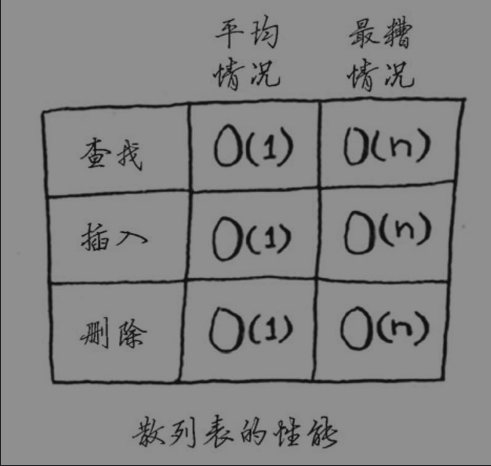 平均 最糟
情况 情况
查找 O(1) O(n)
插入 O(1) O(n)
删除 O(1) O(n)
散列表的性能